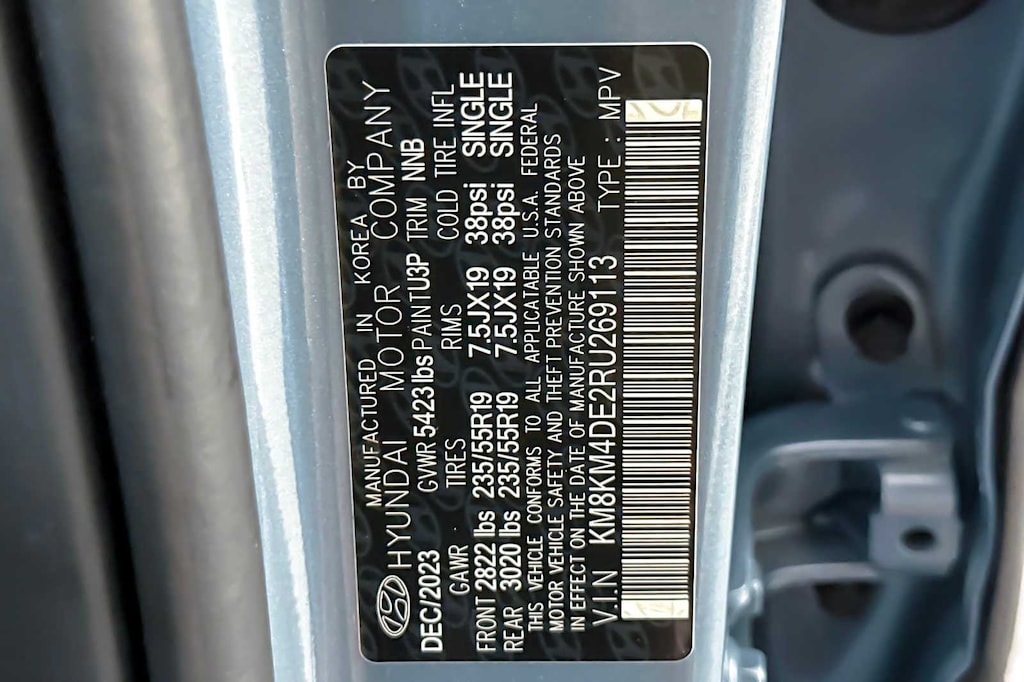 MANUFACTURED IN KOREA BY
HYUNDAI MOTOR COMPANY
DEC/2023 GVWR 5423 lbs PAINT U3P TRIM NNB
GAWR TIRES RIMS COLD TIRE INFL
FRONT 2822 lbs 235/55R19 7.5JX19 38psi SINGLE
REAR 3020 lbs 235/55R19 7.5JX19 38psi SINGLE
THIS VEHICLE CONFORMS TO ALL APPLICATABLE U.S.A. FEDERAL
MOTOR VEHICLE SAFETY AND THEFT PREVENTION STANDARDS
IN EFFECT ON THE DATE OF MANUFACTURE SHOWN ABOVE
V.I.N KM8KM4DE2RU269113 TYPE : MPV